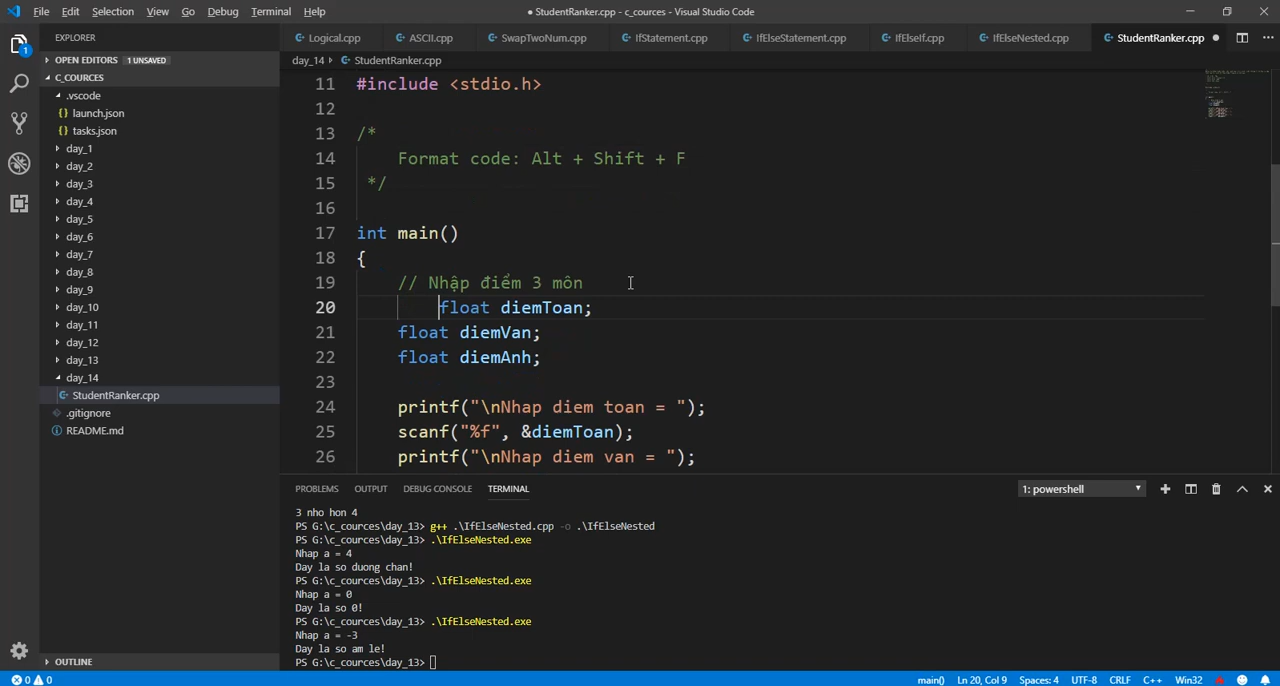 File Edit Selection View Go Debug Terminal Help
● StudentRanker.cpp - c_cources - Visual Studio Code
EXPLORER
Logical.cpp ASCII.cpp SwapTwoNum.cpp IfStatement.cpp IfElseStatement.cpp IfElseIf.cpp IfElseNested.cpp StudentRanker.cpp
OPEN EDITORS 1 UNSAVED
day_14 StudentRanker.cpp
C_COURCES
.vscode
launch.json
tasks.json
day_1
day_2
day_3
day_4
day_5
day_6
day_7
day_8
day_9
day_10
day_11
day_12
day_13
day_14
StudentRanker.cpp
.gitignore
README.md
OUTLINE
1
11 #include <stdio.h>
12
13 /*
14 Format code: Alt + Shift + F
15 */
16
17 int main()
18 {
19 // Nhập điểm 3 môn
20 float diemToan;
21 float diemVan;
22 float diemAnh;
23
24 printf("\nNhap diem toan = ");
25 scanf("%f", &diemToan);
26 printf("\nNhap diem van = ");
PROBLEMS OUTPUT DEBUG CONSOLE TERMINAL 1: powershell
3 nho hon 4
PS G:\c_cources\day_13> g++ .\IfElseNested.cpp -o .\IfElseNested
PS G:\c_cources\day_13> .\IfElseNested.exe
Nhap a = 4
Day la so duong chan!
PS G:\c_cources\day_13> .\IfElseNested.exe
Nhap a = 0
Day la so 0!
PS G:\c_cources\day_13> .\IfElseNested.exe
Nhap a = -3
Day la so am le!
PS G:\c_cources\day_13>
0 0 main() Ln 20, Col 9 Spaces: 4 UTF-8 CRLF C++ Win32